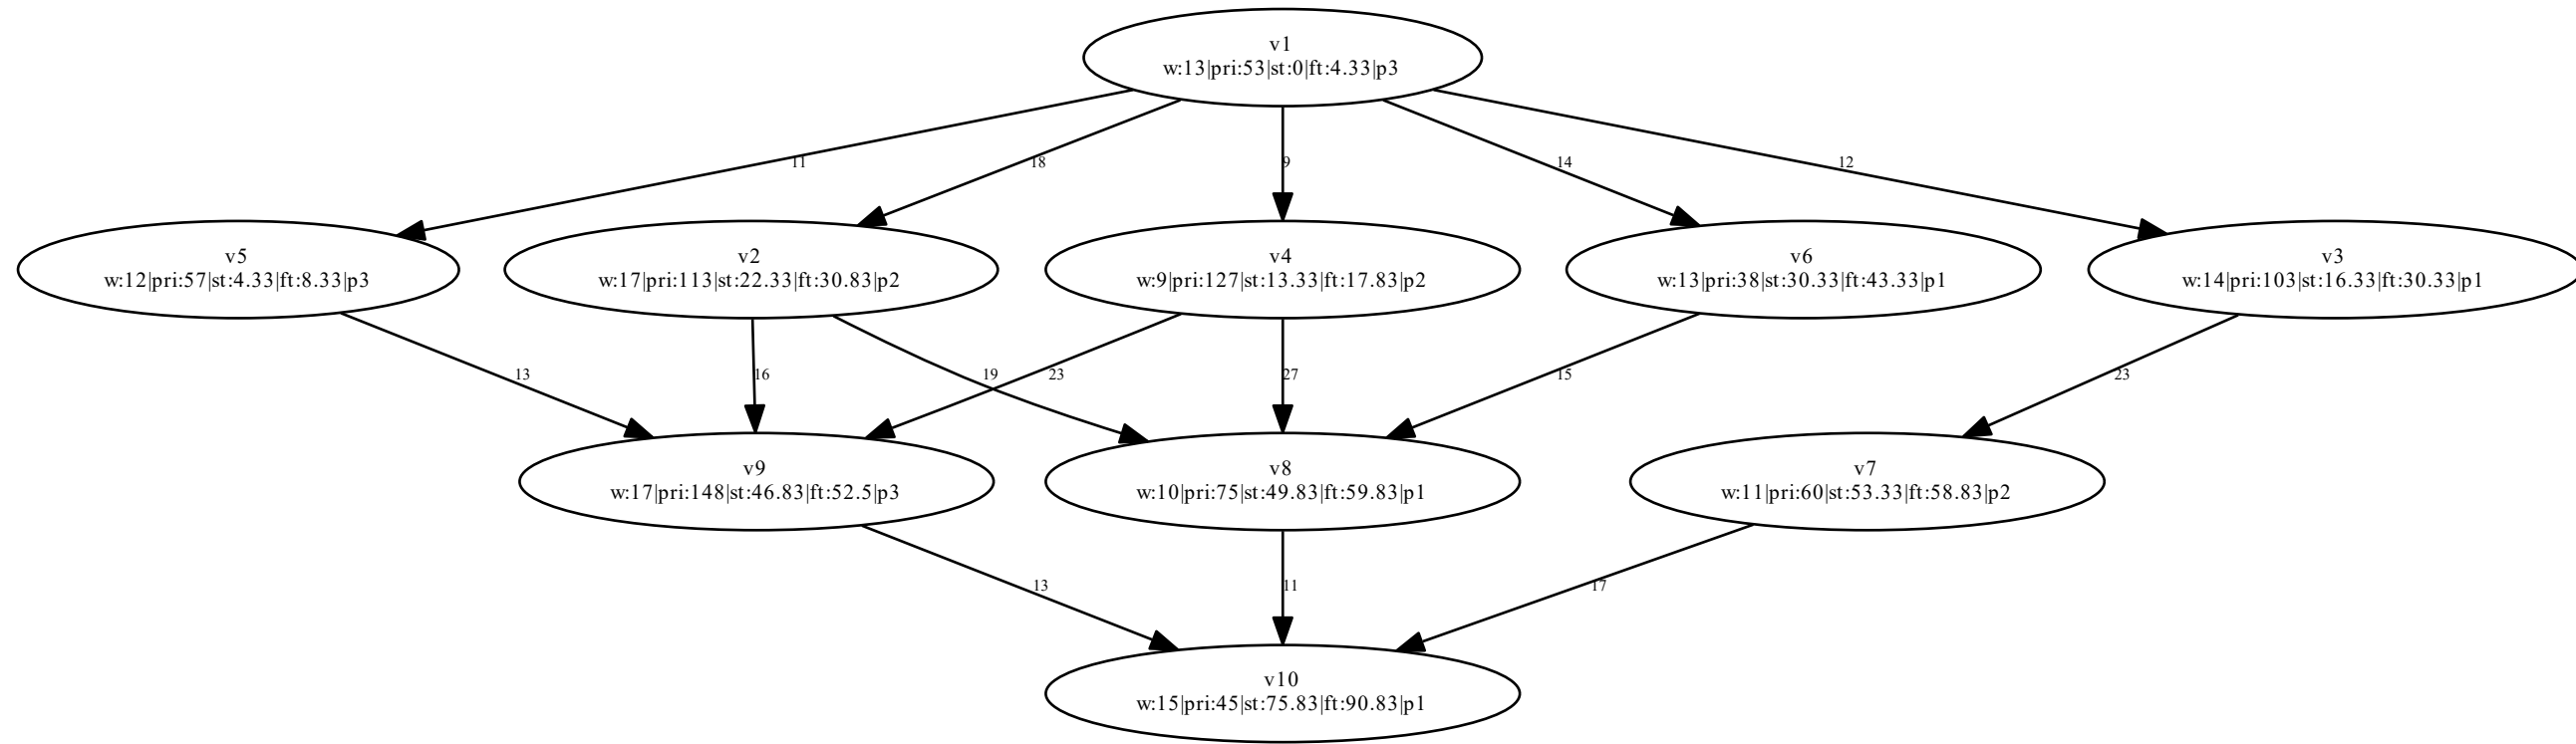 v1
w:13|pri:53|st:0|ft:4.33|p3
11
18
9
14
12
v5
w:12|pri:57|st:4.33|ft:8.33|p3
v2
w:17|pri:113|st:22.33|ft:30.83|p2
v4
w:9|pri:127|st:13.33|ft:17.83|p2
v6
w:13|pri:38|st:30.33|ft:43.33|p1
v3
w:14|pri:103|st:16.33|ft:30.33|p1
13
16
19
23
27
15
23
v9
w:17|pri:148|st:46.83|ft:52.5|p3
v8
w:10|pri:75|st:49.83|ft:59.83|p1
v7
w:11|pri:60|st:53.33|ft:58.83|p2
13
11
17
v10
w:15|pri:45|st:75.83|ft:90.83|p1